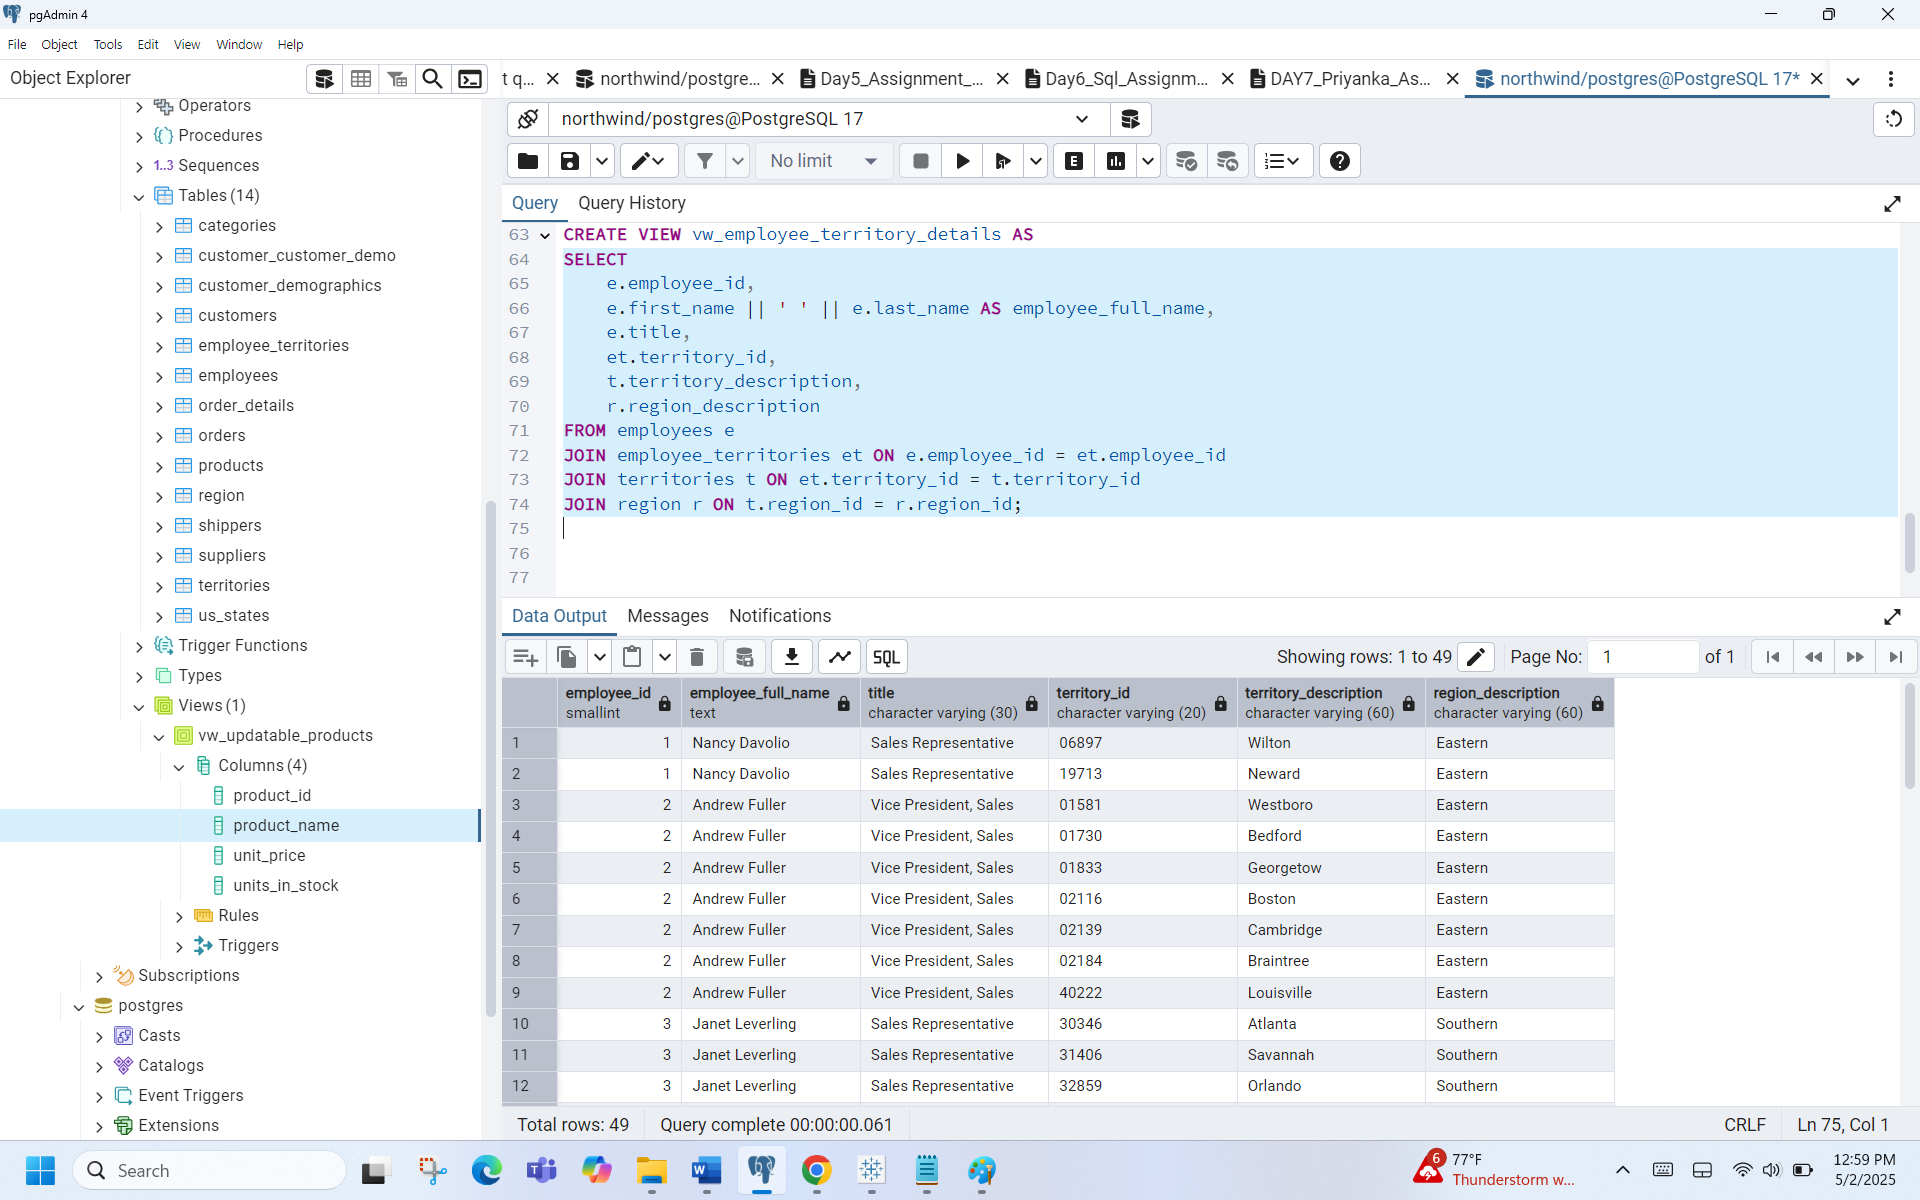 pgAdmin 4
File Object Tools Edit View Window Help
Object Explorer
t q... northwind/postgre... Day5_Assignment_... Day6_Sql_Assignm... DAY7_Priyanka_As... northwind/postgres@PostgreSQL 17*
northwind/postgres@PostgreSQL 17
No limit
E
Query Query History
63 CREATE VIEW vw_employee_territory_details AS
64 SELECT
65 e.employee_id,
66 e.first_name || ' ' || e.last_name AS employee_full_name,
67 e.title,
68 et.territory_id,
69 t.territory_description,
70 r.region_description
71 FROM employees e
72 JOIN employee_territories et ON e.employee_id = et.employee_id
73 JOIN territories t ON et.territory_id = t.territory_id
74 JOIN region r ON t.region_id = r.region_id;
75
76
77
Operators
Procedures
1..3 Sequences
Tables (14)
categories
customer_customer_demo
customer_demographics
customers
employee_territories
employees
order_details
orders
products
region
shippers
suppliers
territories
us_states
Trigger Functions
Types
Views (1)
vw_updatable_products
Columns (4)
product_id
product_name
unit_price
units_in_stock
Rules
Triggers
Subscriptions
postgres
Casts
Catalogs
Event Triggers
Extensions
Data Output Messages Notifications
SQL Showing rows: 1 to 49 Page No: 1 of 1
employee_id employee_full_name title territory_id territory_description region_description
smallint text character varying (30) character varying (20) character varying (60) character varying (60)
1 1 Nancy Davolio Sales Representative 06897 Wilton Eastern
2 1 Nancy Davolio Sales Representative 19713 Neward Eastern
3 2 Andrew Fuller Vice President, Sales 01581 Westboro Eastern
4 2 Andrew Fuller Vice President, Sales 01730 Bedford Eastern
5 2 Andrew Fuller Vice President, Sales 01833 Georgetow Eastern
6 2 Andrew Fuller Vice President, Sales 02116 Boston Eastern
7 2 Andrew Fuller Vice President, Sales 02139 Cambridge Eastern
8 2 Andrew Fuller Vice President, Sales 02184 Braintree Eastern
9 2 Andrew Fuller Vice President, Sales 40222 Louisville Eastern
10 3 Janet Leverling Sales Representative 30346 Atlanta Southern
11 3 Janet Leverling Sales Representative 31406 Savannah Southern
12 3 Janet Leverling Sales Representative 32859 Orlando Southern
Total rows: 49 Query complete 00:00:00.061 CRLF Ln 75, Col 1
Search
6 77°F
Thunderstorm w...
12:59 PM
5/2/2025